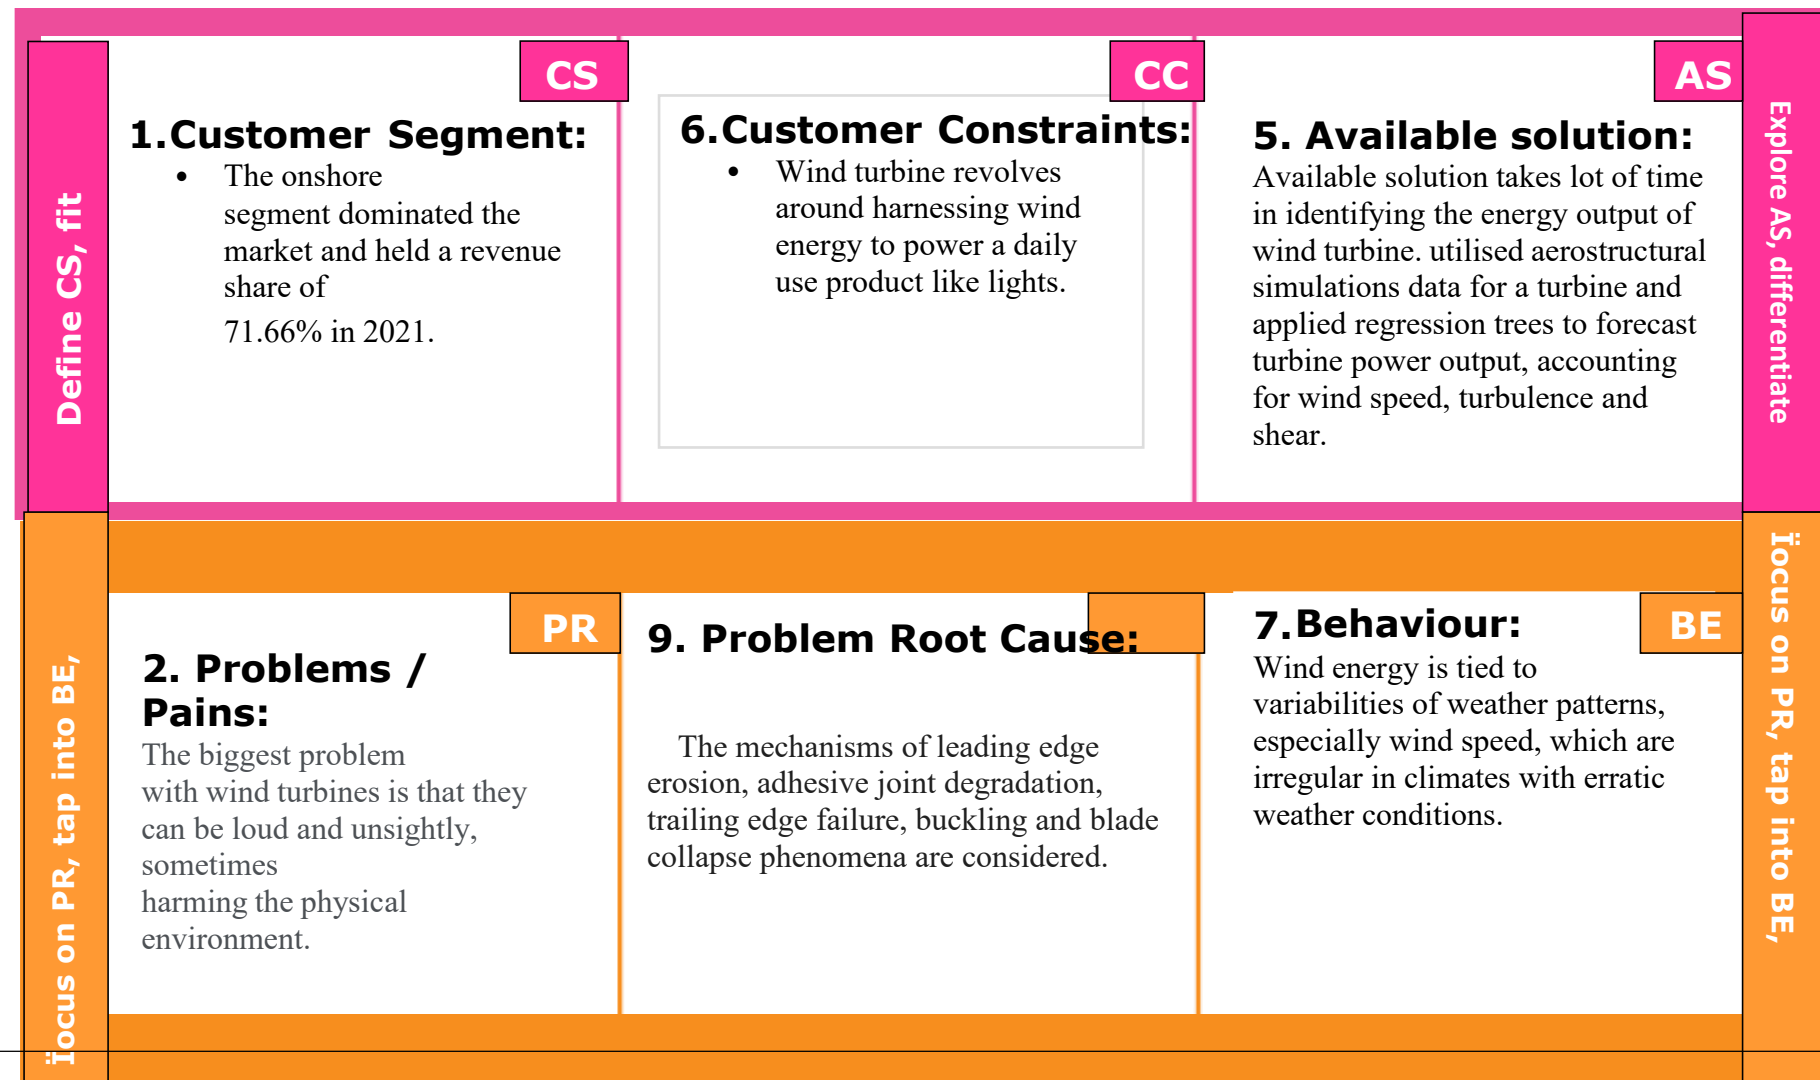 Define CS, fit
CS
1.Customer Segment:
• The onshore
segment dominated the
market and held a revenue
share of
71.66% in 2021.
CC
6.Customer Constraints:
• Wind turbine revolves
around harnessing wind
energy to power a daily
use product like lights.
AS
5. Available solution:
Available solution takes lot of time
in identifying the energy output of
wind turbine. utilised aerostructural
simulations data for a turbine and
applied regression trees to forecast
turbine power output, accounting
for wind speed, turbulence and
shear.
Explore AS, differentiate
Ïocus on PR, tap into BE,
PR
2. Problems /
Pains:
The biggest problem
with wind turbines is that they
can be loud and unsightly,
sometimes
harming the physical
environment.
9. Problem Root Cause:
The mechanisms of leading edge
erosion, adhesive joint degradation,
trailing edge failure, buckling and blade
collapse phenomena are considered.
BE
7.Behaviour:
Wind energy is tied to
variabilities of weather patterns,
especially wind speed, which are
irregular in climates with erratic
weather conditions.
Ïocus on PR, tap into BE,